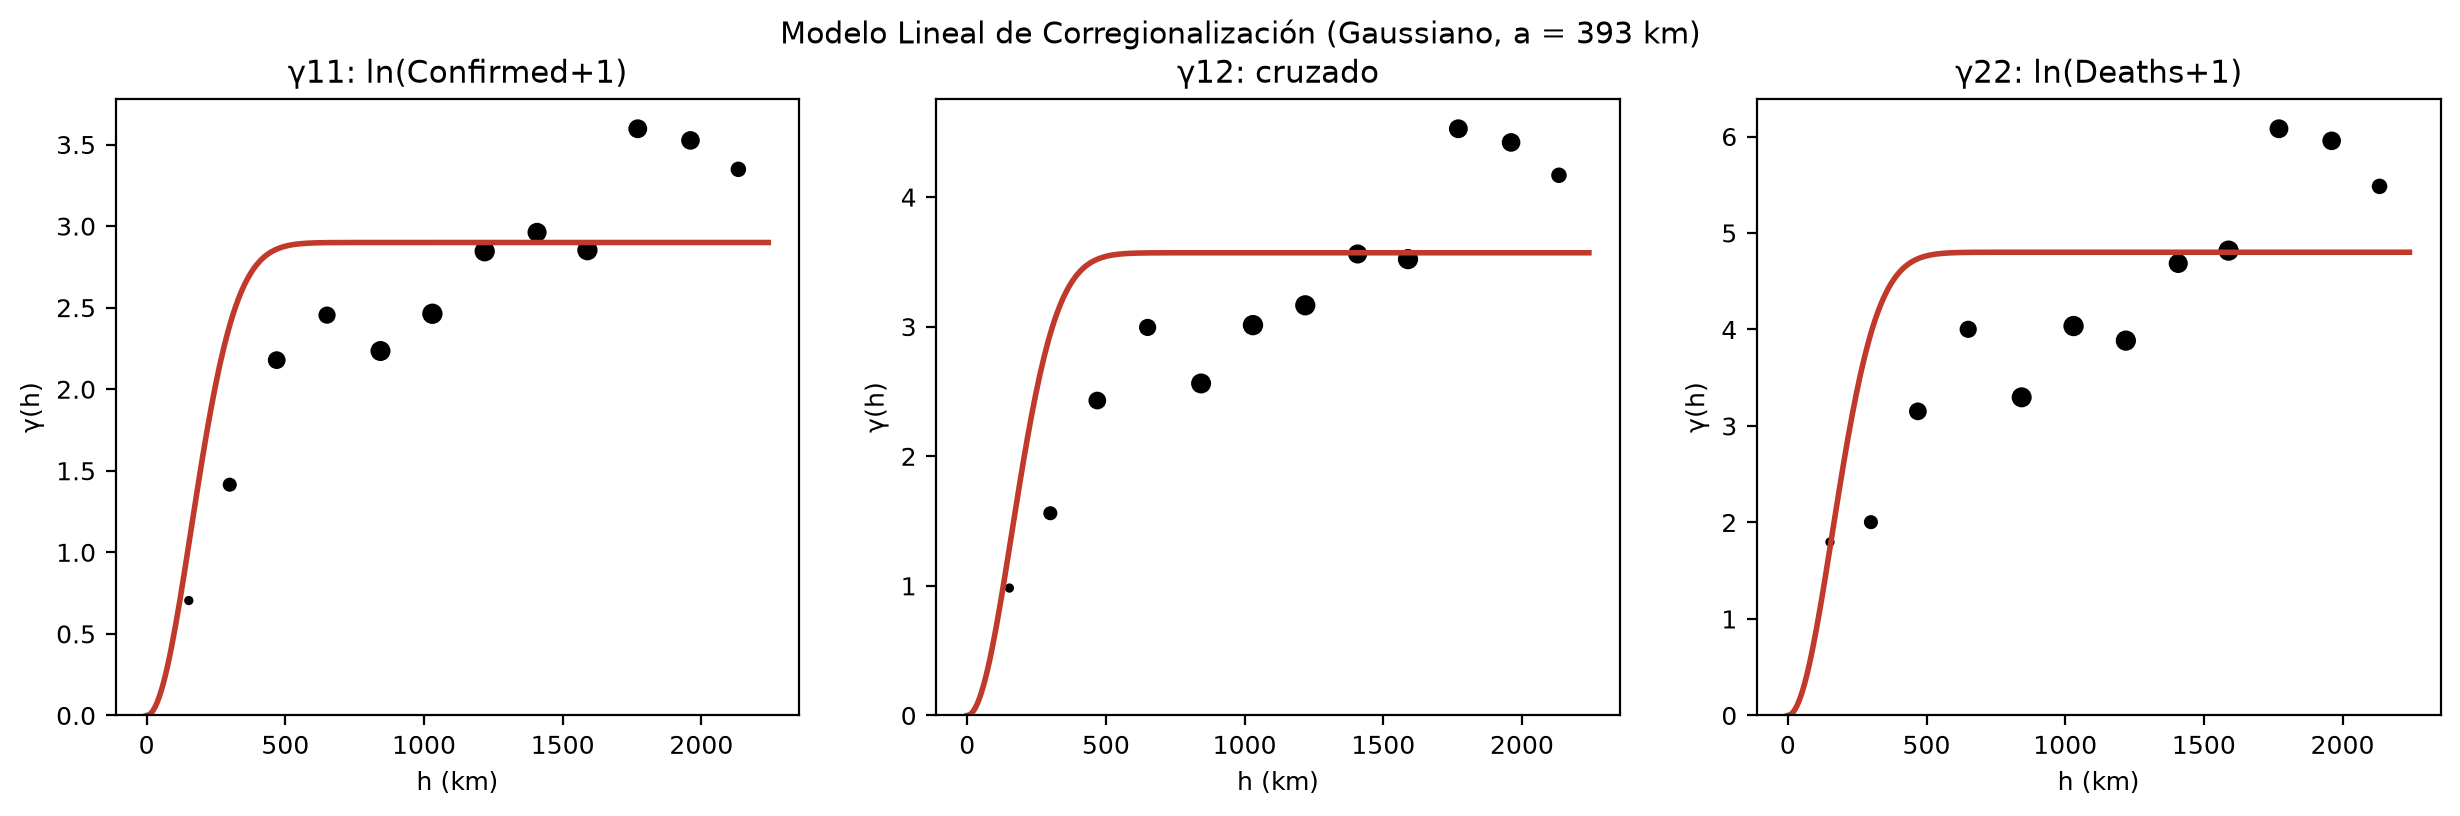 Modelo Lineal de Corregionalización (Gaussiano, a = 393 km)
γ11: ln(Confirmed+1)
γ(h)
3.5
3.0
2.5
2.0
1.5
1.0
0.5
0.0
0 500 1000 1500 2000
h (km)
γ12: cruzado
γ(h)
4
3
2
1
0
0 500 1000 1500 2000
h (km)
γ22: ln(Deaths+1)
γ(h)
6
5
4
3
2
1
0
0 500 1000 1500 2000
h (km)